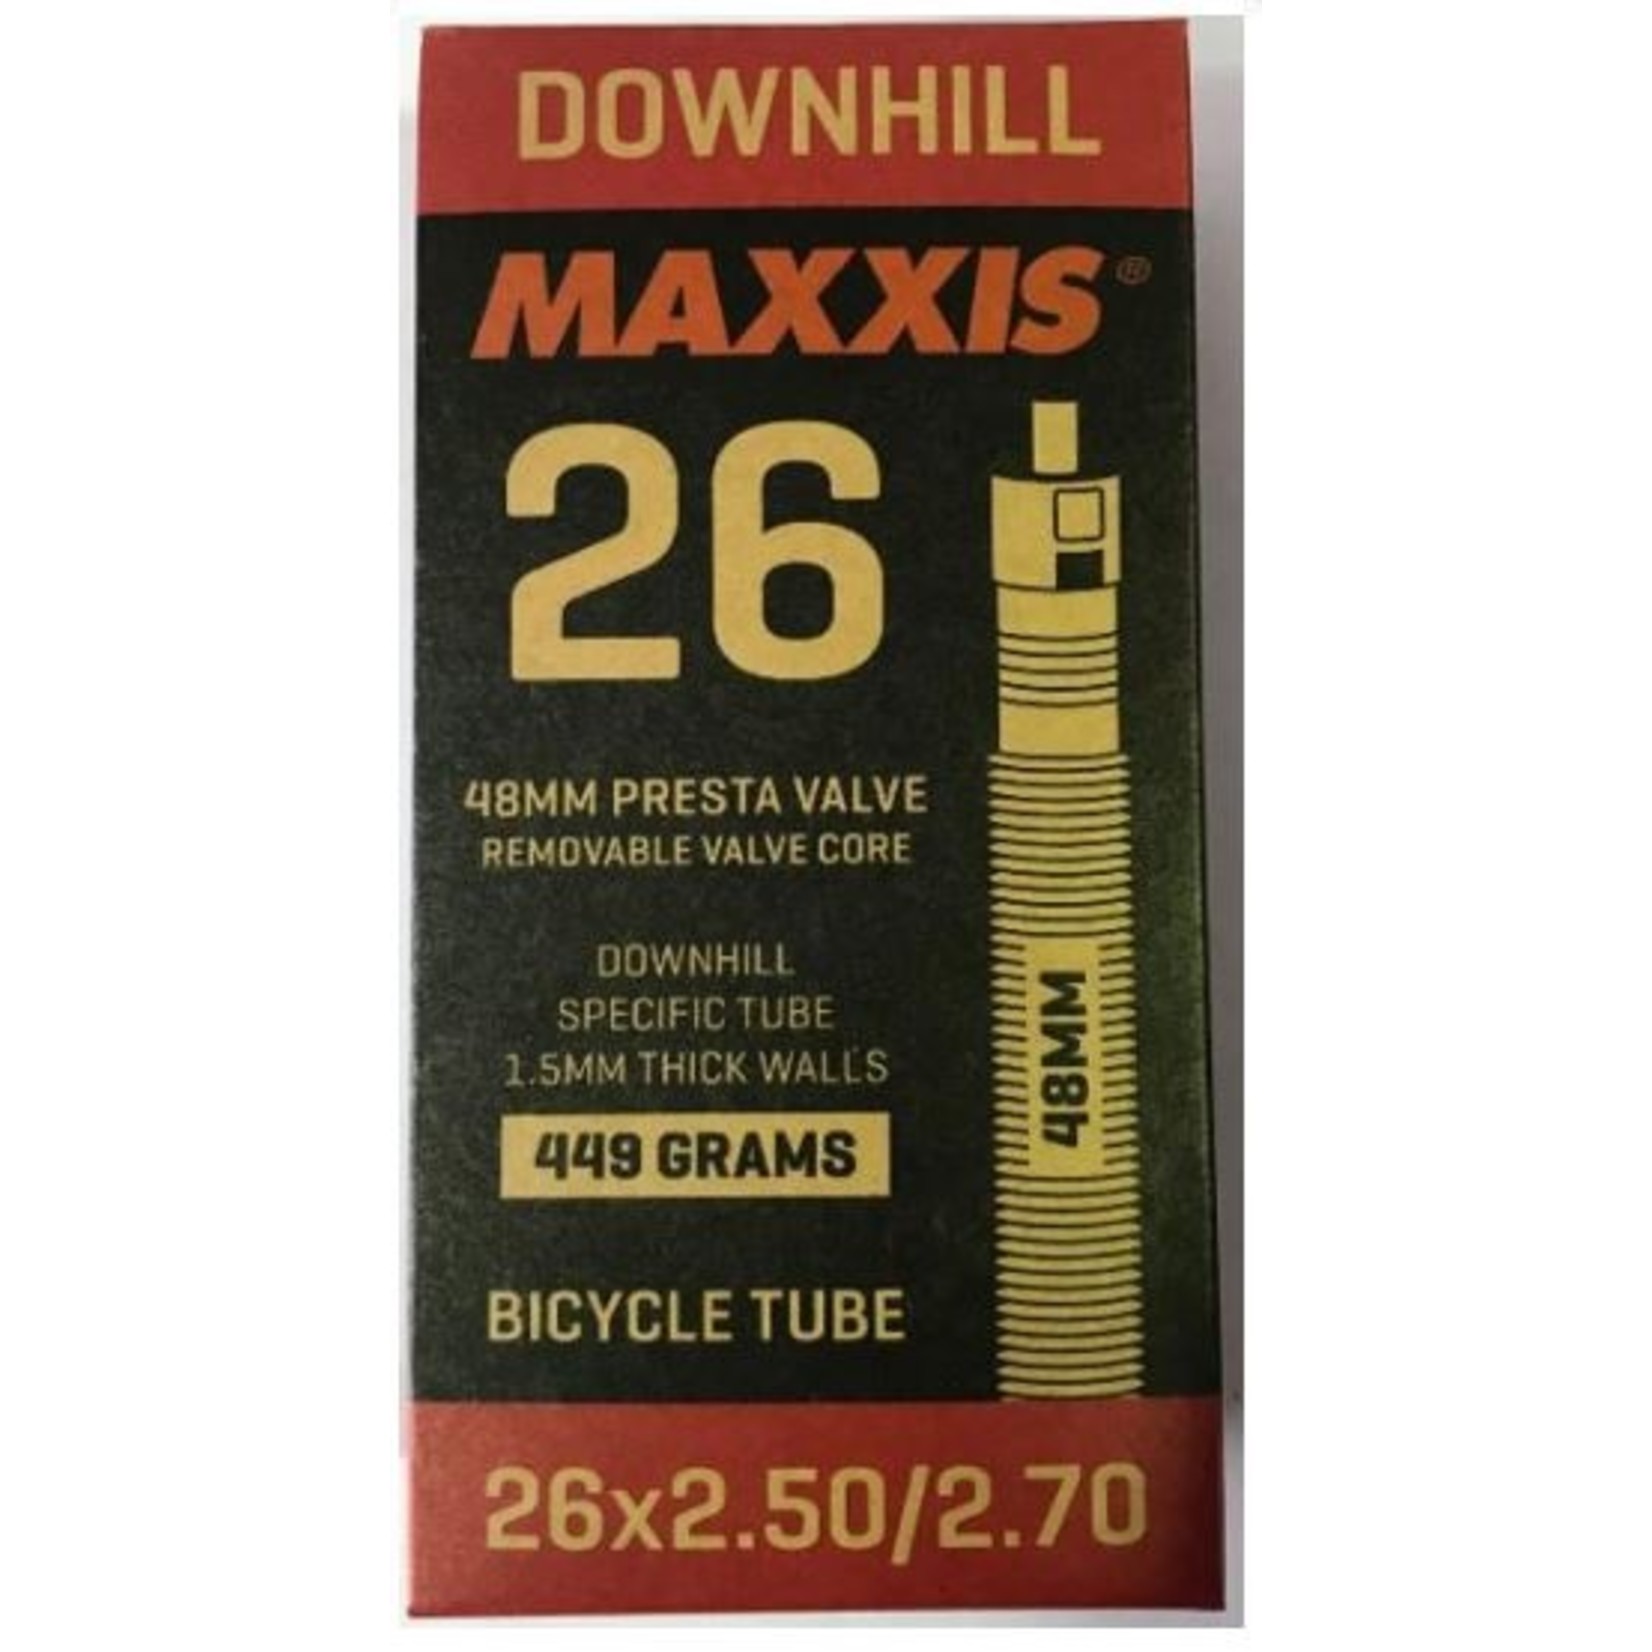 DOWNHILL
MAXXIS®
26
48MM PRESTA VALVE
REMOVABLE VALVE CORE
DOWNHILL
SPECIFIC TUBE
1.5MM THICK WALLS
449 GRAMS
48MM
BICYCLE TUBE
26x2.50/2.70